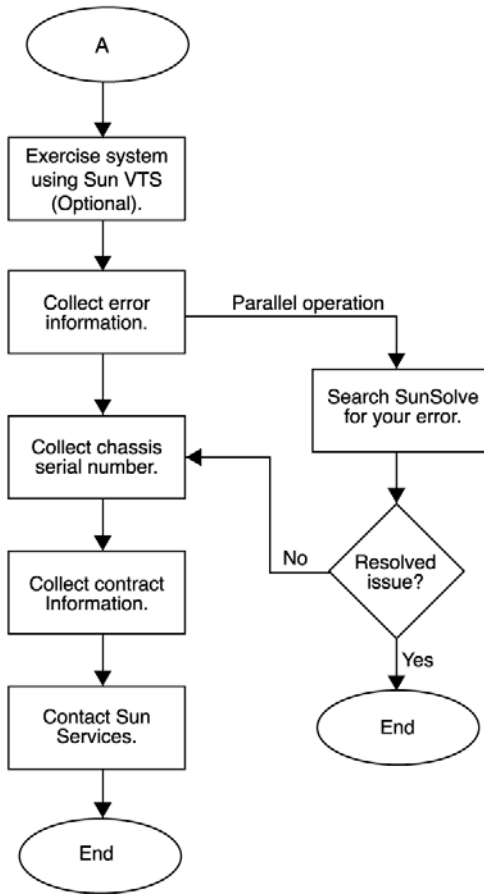 A
Exercise system
using Sun VTS
(Optional).
Collect error
information.
Parallel operation
Search SunSolve
for your error.
Collect chassis
serial number.
No
Resolved
issue?
Collect contract
Information.
Yes
Contact Sun
Services.
End
End